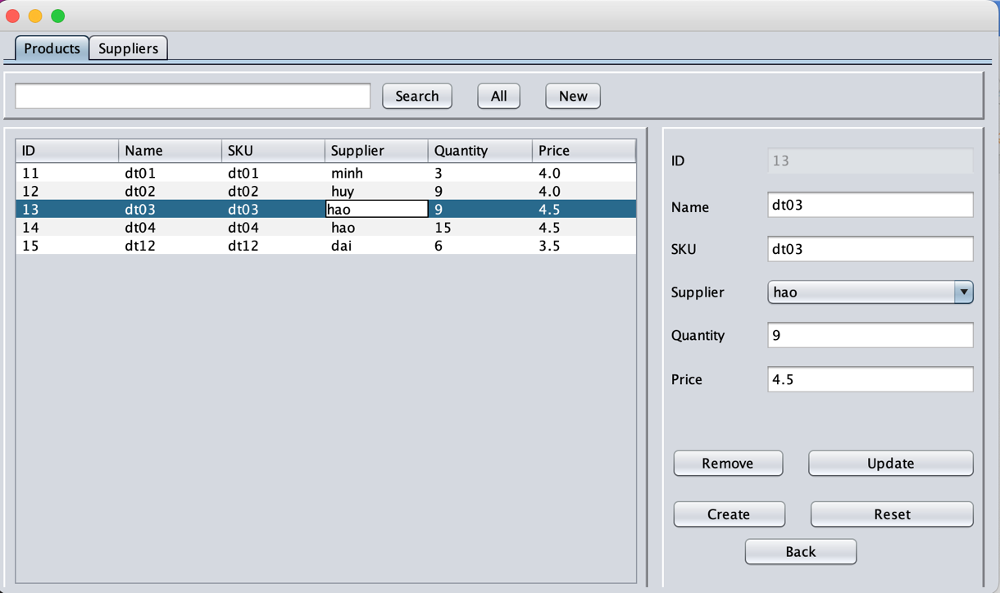 Products Suppliers
Search All New
ID Name SKU Supplier Quantity Price
11 dt01 dt01 minh 3 4.0
12 dt02 dt02 huy 9 4.0
13 dt03 dt03 hao 9 4.5
14 dt04 dt04 hao 15 4.5
15 dt12 dt12 dai 6 3.5
ID 13
Name dt03
SKU dt03
Supplier hao
Quantity 9
Price 4.5
Remove Update
Create Reset
Back